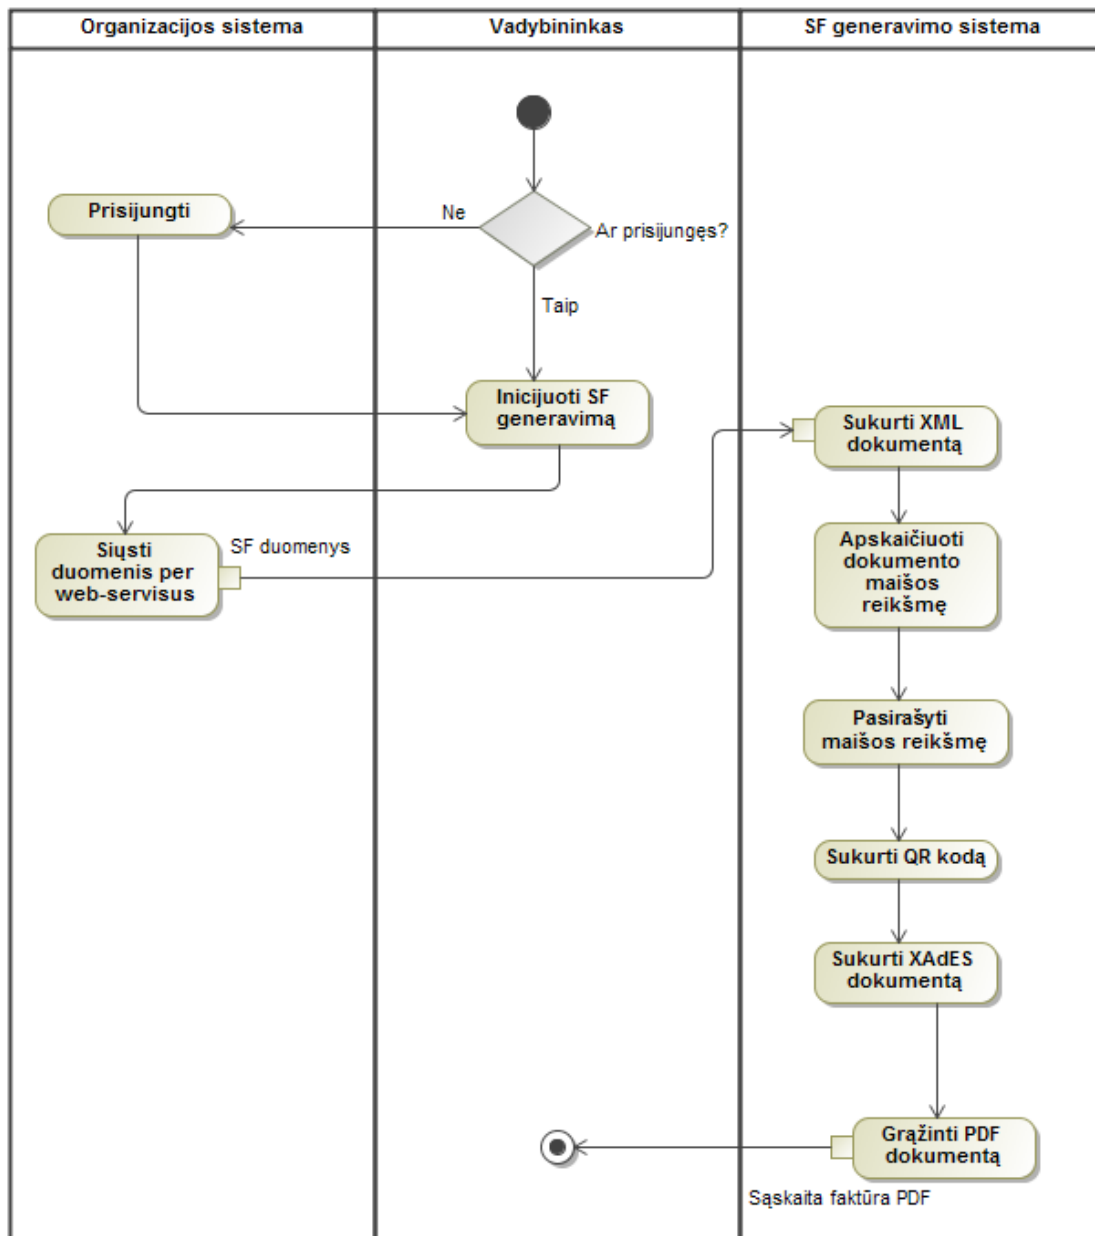 Organizacijos sistema
Vadybininkas
SF generavimo sistema
Prisijungti
Ne
Ar prisijungęs?
Taip
Inicijuoti SF
generavimą
Sukurti XML
dokumentą
Siųsti
duomenis per
web-servisus
SF duomenys
Apskaičiuoti
dokumento
maišos
reikšmę
Pasirašyti
maišos reikšmę
Sukurti QR kodą
Sukurti XAdES
dokumentą
Grąžinti PDF
dokumentą
Sąskaita faktūra PDF